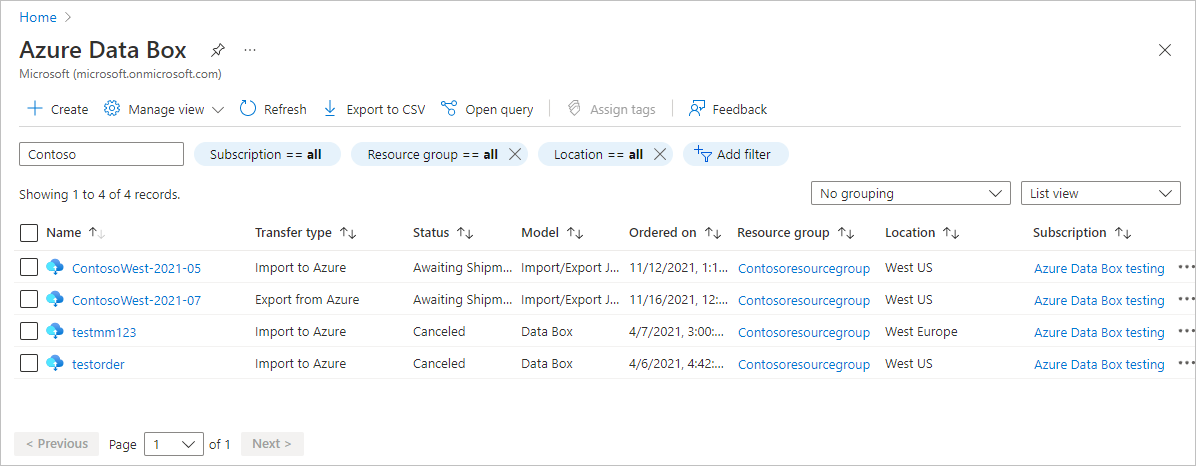 Home >
Azure Data Box ...
Microsoft (microsoft.onmicrosoft.com)
Create Manage view Refresh Export to CSV Open query Assign tags Feedback
Contoso Subscription == all Resource group == all Location == all Add filter
Showing 1 to 4 of 4 records. No grouping List view
Name Transfer type Status Model Ordered on Resource group Location Subscription
ContosoWest-2021-05 Import to Azure Awaiting Shipm... Import/Export J... 11/12/2021, 1:1... Contosoresourcegroup West US Azure Data Box testing ...
ContosoWest-2021-07 Export from Azure Awaiting Shipm... Import/Export J... 11/16/2021, 12:... Contosoresourcegroup West US Azure Data Box testing ...
testmm123 Import to Azure Canceled Data Box 4/7/2021, 3:00:... Contosoresourcegroup West Europe Azure Data Box testing ...
testorder Import to Azure Canceled Data Box 4/6/2021, 4:42:... Contosoresourcegroup West US Azure Data Box testing ...
< Previous Page 1 of 1 Next >